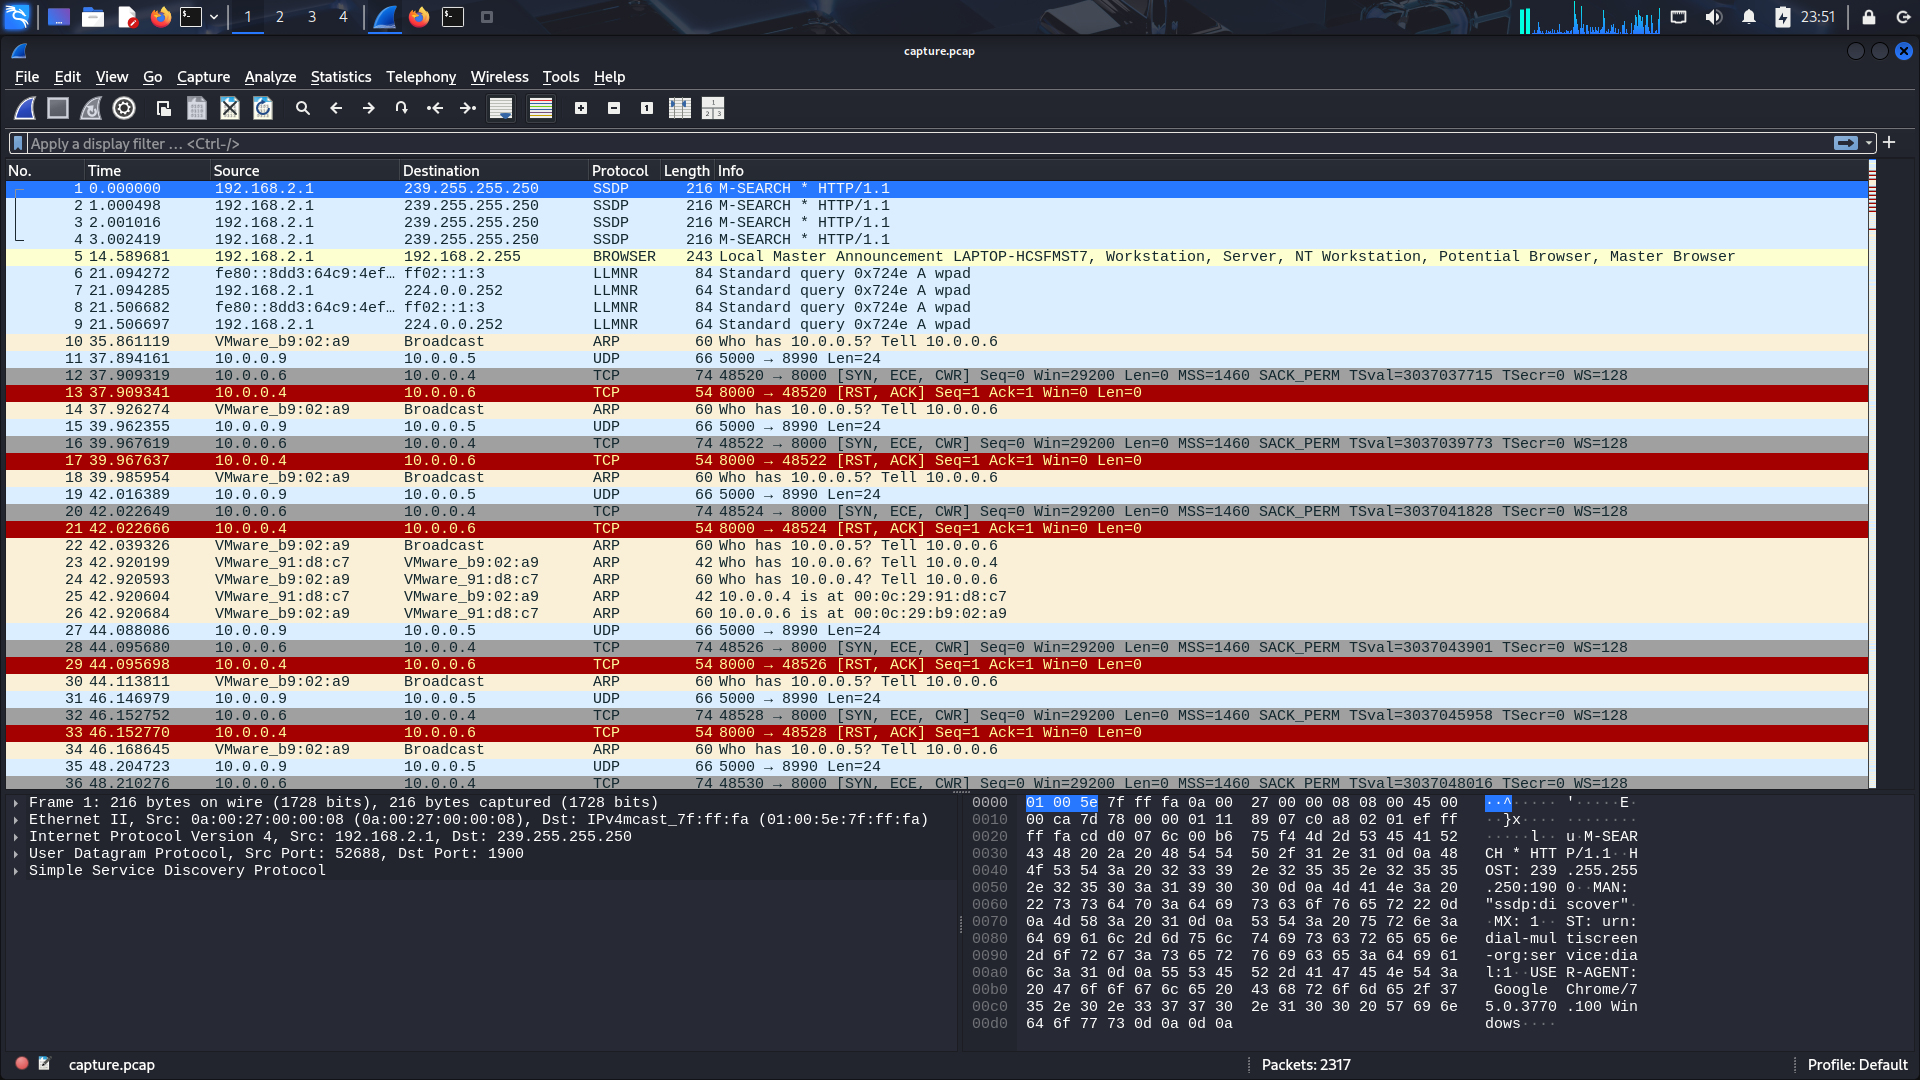 1 2 3 4 23:51
capture.pcap
File Edit View Go Capture Analyze Statistics Telephony Wireless Tools Help
Apply a display filter … <Ctrl-/>
No. Time Source Destination Protocol Length Info
1 0.000000 192.168.2.1 239.255.255.250 SSDP 216 M-SEARCH * HTTP/1.1
2 1.000498 192.168.2.1 239.255.255.250 SSDP 216 M-SEARCH * HTTP/1.1
3 2.001016 192.168.2.1 239.255.255.250 SSDP 216 M-SEARCH * HTTP/1.1
4 3.002419 192.168.2.1 239.255.255.250 SSDP 216 M-SEARCH * HTTP/1.1
5 14.589681 192.168.2.1 192.168.2.255 BROWSER 243 Local Master Announcement LAPTOP-HCSFMST7, Workstation, Server, NT Workstation, Potential Browser, Master Browser
6 21.094272 fe80::8dd3:64c9:4ef… ff02::1:3 LLMNR 84 Standard query 0x724e A wpad
7 21.094285 192.168.2.1 224.0.0.252 LLMNR 64 Standard query 0x724e A wpad
8 21.506682 fe80::8dd3:64c9:4ef… ff02::1:3 LLMNR 84 Standard query 0x724e A wpad
9 21.506697 192.168.2.1 224.0.0.252 LLMNR 64 Standard query 0x724e A wpad
10 35.861119 VMware_b9:02:a9 Broadcast ARP 60 Who has 10.0.0.5? Tell 10.0.0.6
11 37.894161 10.0.0.9 10.0.0.5 UDP 66 5000 → 8990 Len=24
12 37.909319 10.0.0.6 10.0.0.4 TCP 74 48520 → 8000 [SYN, ECE, CWR] Seq=0 Win=29200 Len=0 MSS=1460 SACK_PERM TSval=3037037715 TSecr=0 WS=128
13 37.909341 10.0.0.4 10.0.0.6 TCP 54 8000 → 48520 [RST, ACK] Seq=1 Ack=1 Win=0 Len=0
14 37.926274 VMware_b9:02:a9 Broadcast ARP 60 Who has 10.0.0.5? Tell 10.0.0.6
15 39.962355 10.0.0.9 10.0.0.5 UDP 66 5000 → 8990 Len=24
16 39.967619 10.0.0.6 10.0.0.4 TCP 74 48522 → 8000 [SYN, ECE, CWR] Seq=0 Win=29200 Len=0 MSS=1460 SACK_PERM TSval=3037039773 TSecr=0 WS=128
17 39.967637 10.0.0.4 10.0.0.6 TCP 54 8000 → 48522 [RST, ACK] Seq=1 Ack=1 Win=0 Len=0
18 39.985954 VMware_b9:02:a9 Broadcast ARP 60 Who has 10.0.0.5? Tell 10.0.0.6
19 42.016389 10.0.0.9 10.0.0.5 UDP 66 5000 → 8990 Len=24
20 42.022649 10.0.0.6 10.0.0.4 TCP 74 48524 → 8000 [SYN, ECE, CWR] Seq=0 Win=29200 Len=0 MSS=1460 SACK_PERM TSval=3037041828 TSecr=0 WS=128
21 42.022666 10.0.0.4 10.0.0.6 TCP 54 8000 → 48524 [RST, ACK] Seq=1 Ack=1 Win=0 Len=0
22 42.039326 VMware_b9:02:a9 Broadcast ARP 60 Who has 10.0.0.5? Tell 10.0.0.6
23 42.920199 VMware_91:d8:c7 VMware_b9:02:a9 ARP 42 Who has 10.0.0.6? Tell 10.0.0.4
24 42.920593 VMware_b9:02:a9 VMware_91:d8:c7 ARP 60 Who has 10.0.0.4? Tell 10.0.0.6
25 42.920604 VMware_91:d8:c7 VMware_b9:02:a9 ARP 42 10.0.0.4 is at 00:0c:29:91:d8:c7
26 42.920684 VMware_b9:02:a9 VMware_91:d8:c7 ARP 60 10.0.0.6 is at 00:0c:29:b9:02:a9
27 44.088086 10.0.0.9 10.0.0.5 UDP 66 5000 → 8990 Len=24
28 44.095680 10.0.0.6 10.0.0.4 TCP 74 48526 → 8000 [SYN, ECE, CWR] Seq=0 Win=29200 Len=0 MSS=1460 SACK_PERM TSval=3037043901 TSecr=0 WS=128
29 44.095698 10.0.0.4 10.0.0.6 TCP 54 8000 → 48526 [RST, ACK] Seq=1 Ack=1 Win=0 Len=0
30 44.113811 VMware_b9:02:a9 Broadcast ARP 60 Who has 10.0.0.5? Tell 10.0.0.6
31 46.146979 10.0.0.9 10.0.0.5 UDP 66 5000 → 8990 Len=24
32 46.152752 10.0.0.6 10.0.0.4 TCP 74 48528 → 8000 [SYN, ECE, CWR] Seq=0 Win=29200 Len=0 MSS=1460 SACK_PERM TSval=3037045958 TSecr=0 WS=128
33 46.152770 10.0.0.4 10.0.0.6 TCP 54 8000 → 48528 [RST, ACK] Seq=1 Ack=1 Win=0 Len=0
34 46.168645 VMware_b9:02:a9 Broadcast ARP 60 Who has 10.0.0.5? Tell 10.0.0.6
35 48.204723 10.0.0.9 10.0.0.5 UDP 66 5000 → 8990 Len=24
36 48.210276 10.0.0.6 10.0.0.4 TCP 74 48530 → 8000 [SYN, ECE, CWR] Seq=0 Win=29200 Len=0 MSS=1460 SACK_PERM TSval=3037048016 TSecr=0 WS=128
Frame 1: 216 bytes on wire (1728 bits), 216 bytes captured (1728 bits)
Ethernet II, Src: 0a:00:27:00:00:08 (0a:00:27:00:00:08), Dst: IPv4mcast_7f:ff:fa (01:00:5e:7f:ff:fa)
Internet Protocol Version 4, Src: 192.168.2.1, Dst: 239.255.255.250
User Datagram Protocol, Src Port: 52688, Dst Port: 1900
Simple Service Discovery Protocol
0000 01 00 5e 7f ff fa 0a 00 27 00 00 08 08 00 45 00 ··^····· '·····E·
0010 00 ca 7d 78 00 00 01 11 89 07 c0 a8 02 01 ef ff ··}x···· ········
0020 ff fa cd d0 07 6c 00 b6 75 f4 4d 2d 53 45 41 52 ·····l·· u·M-SEAR
0030 43 48 20 2a 20 48 54 54 50 2f 31 2e 31 0d 0a 48 CH * HTT P/1.1··H
0040 4f 53 54 3a 20 32 33 39 2e 32 35 35 2e 32 35 35 OST: 239 .255.255
0050 2e 32 35 30 3a 31 39 30 30 0d 0a 4d 41 4e 3a 20 .250:190 0··MAN:
0060 22 73 73 64 70 3a 64 69 73 63 6f 76 65 72 22 0d "ssdp:di scover"·
0070 0a 4d 58 3a 20 31 0d 0a 53 54 3a 20 75 72 6e 3a ·MX: 1·· ST: urn:
0080 64 69 61 6c 2d 6d 75 6c 74 69 73 63 72 65 65 6e dial-mul tiscreen
0090 2d 6f 72 67 3a 73 65 72 76 69 63 65 3a 64 69 61 -org:ser vice:dia
00a0 6c 3a 31 0d 0a 55 53 45 52 2d 41 47 45 4e 54 3a l:1··USE R-AGENT:
00b0 20 47 6f 6f 67 6c 65 20 43 68 72 6f 6d 65 2f 37 Google Chrome/7
00c0 35 2e 30 2e 33 37 37 30 2e 31 30 30 20 57 69 6e 5.0.3770 .100 Win
00d0 64 6f 77 73 0d 0a 0d 0a dows····
capture.pcap Packets: 2317 Profile: Default